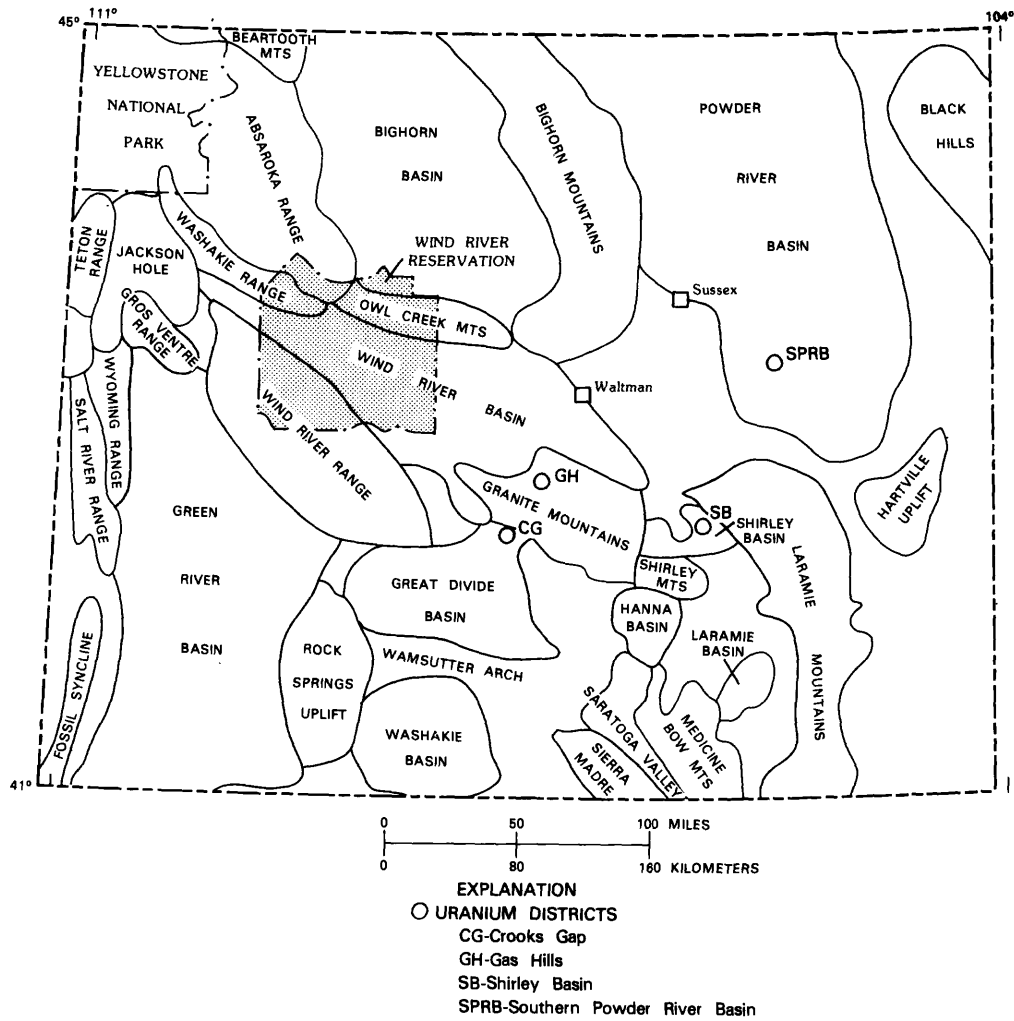 45°
111°
104°
BEARTOOTH
MTS
YELLOWSTONE
NATIONAL
PARK
ABSAROKA RANGE
BIGHORN
BASIN
BIGHORN MOUNTAINS
POWDER
RIVER
BASIN
BLACK
HILLS
TETON
RANGE
JACKSON
HOLE
WASHAKIE RANGE
WIND RIVER
RESERVATION
GROS VENTRE
RANGE
OWL CREEK MTS
Sussex
SPRB
WIND
RIVER
BASIN
Waltman
WYOMING RANGE
SALT RIVER RANGE
WIND RIVER RANGE
GH
GRANITE MOUNTAINS
CG
SB
SHIRLEY
BASIN
HARTVILLE
UPLIFT
GREEN
RIVER
BASIN
GREAT DIVIDE
BASIN
SHIRLEY
MTS
HANNA
BASIN
LARAMIE
MOUNTAINS
LARAMIE
BASIN
FOSSIL SYNCLINE
ROCK
SPRINGS
UPLIFT
WAMSUTTER ARCH
WASHAKIE
BASIN
SARATOGA VALLEY
SIERRA
MADRE
MEDICINE
BOW MTS
41°
0 50 100 MILES
0 80 160 KILOMETERS
EXPLANATION
URANIUM DISTRICTS
CG-Crooks Gap
GH-Gas Hills
SB-Shirley Basin
SPRB-Southern Powder River Basin